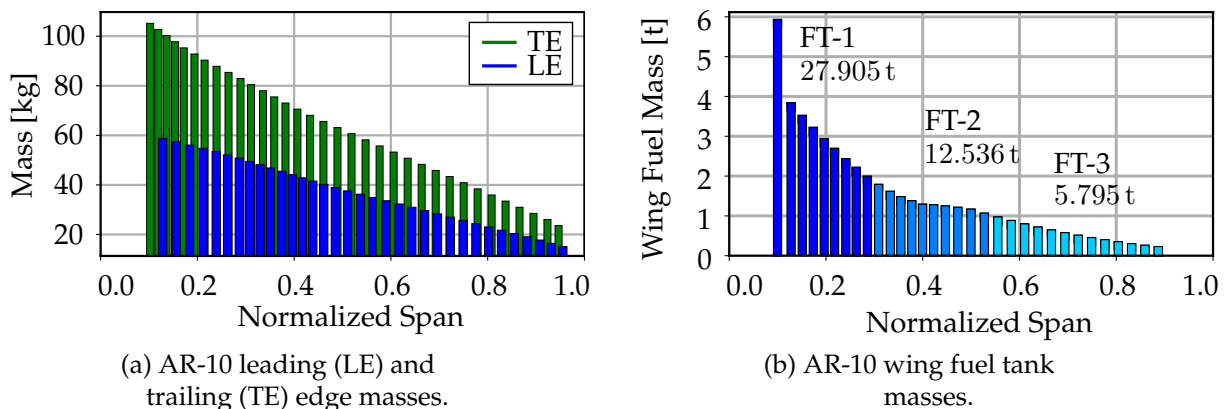 100
80
60
40
20
Mass [kg]
TE
LE
0.0 0.2 0.4 0.6 0.8 1.0
Normalized Span
(a) AR-10 leading (LE) and
trailing (TE) edge masses.
6
5
4
3
2
1
0
Wing Fuel Mass [t]
FT-1
27.905 t
FT-2
12.536 t
FT-3
5.795 t
0.0 0.2 0.4 0.6 0.8 1.0
Normalized Span
(b) AR-10 wing fuel tank
masses.